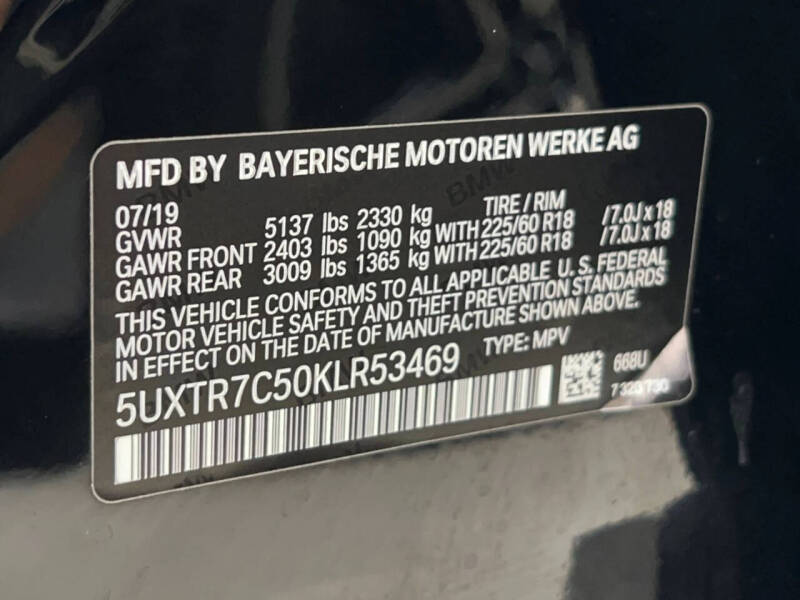 MFD BY BAYERISCHE MOTOREN WERKE AG
07/19 TIRE / RIM
GVWR 5137 lbs 2330 kg
GAWR FRONT 2403 lbs 1090 kg WITH 225/60 R18 /7.0J x 18
GAWR REAR 3009 lbs 1365 kg WITH 225/60 R18 /7.0J x 18
THIS VEHICLE CONFORMS TO ALL APPLICABLE U.S. FEDERAL
MOTOR VEHICLE SAFETY AND THEFT PREVENTION STANDARDS
IN EFFECT ON THE DATE OF MANUFACTURE SHOWN ABOVE.
5UXTR7C50KLR53469 TYPE: MPV
668U